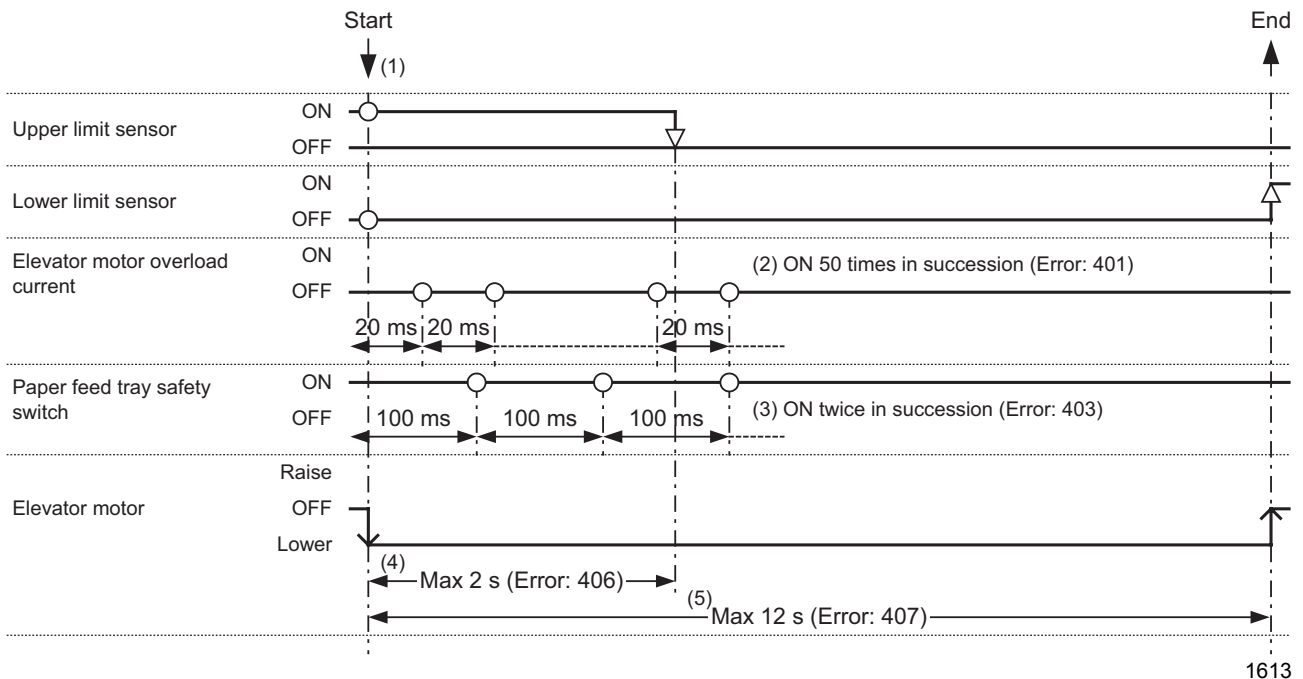 Start
End
(1)
Upper limit sensor
ON
OFF
Lower limit sensor
ON
OFF
Elevator motor overload
current
ON
OFF
(2) ON 50 times in succession (Error: 401)
20 ms
20 ms
20 ms
Paper feed tray safety
switch
ON
OFF
100 ms
100 ms
100 ms
(3) ON twice in succession (Error: 403)
Elevator motor
Raise
OFF
Lower
(4)
Max 2 s (Error: 406)
(5)
Max 12 s (Error: 407)
1613